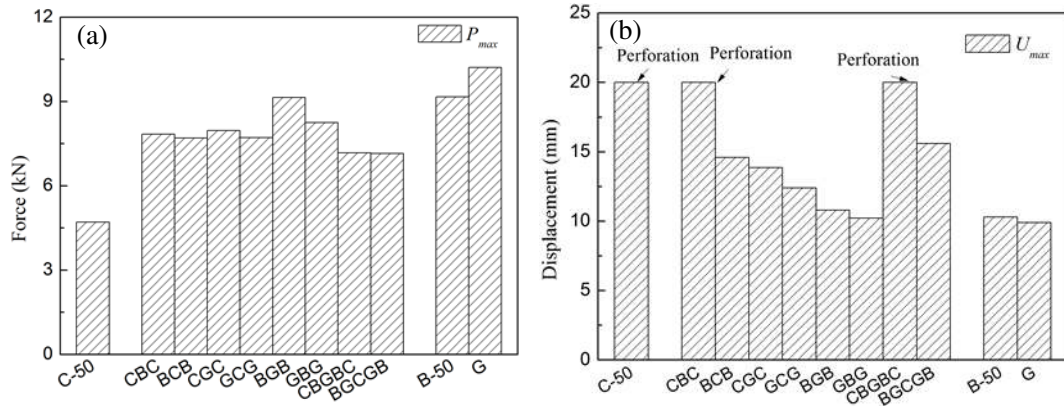 (a)
P_max
Force (kN)
12
9
6
3
0
C-50
CBC
BCB
CGC
GCG
BGB
GBG
CBGBC
BGCGB
B-50
G
(b)
U_max
Perforation
Perforation
Perforation
Displacement (mm)
25
20
15
10
5
0
C-50
CBC
BCB
CGC
GCG
BGB
GBG
CBGBC
BGCGB
B-50
G